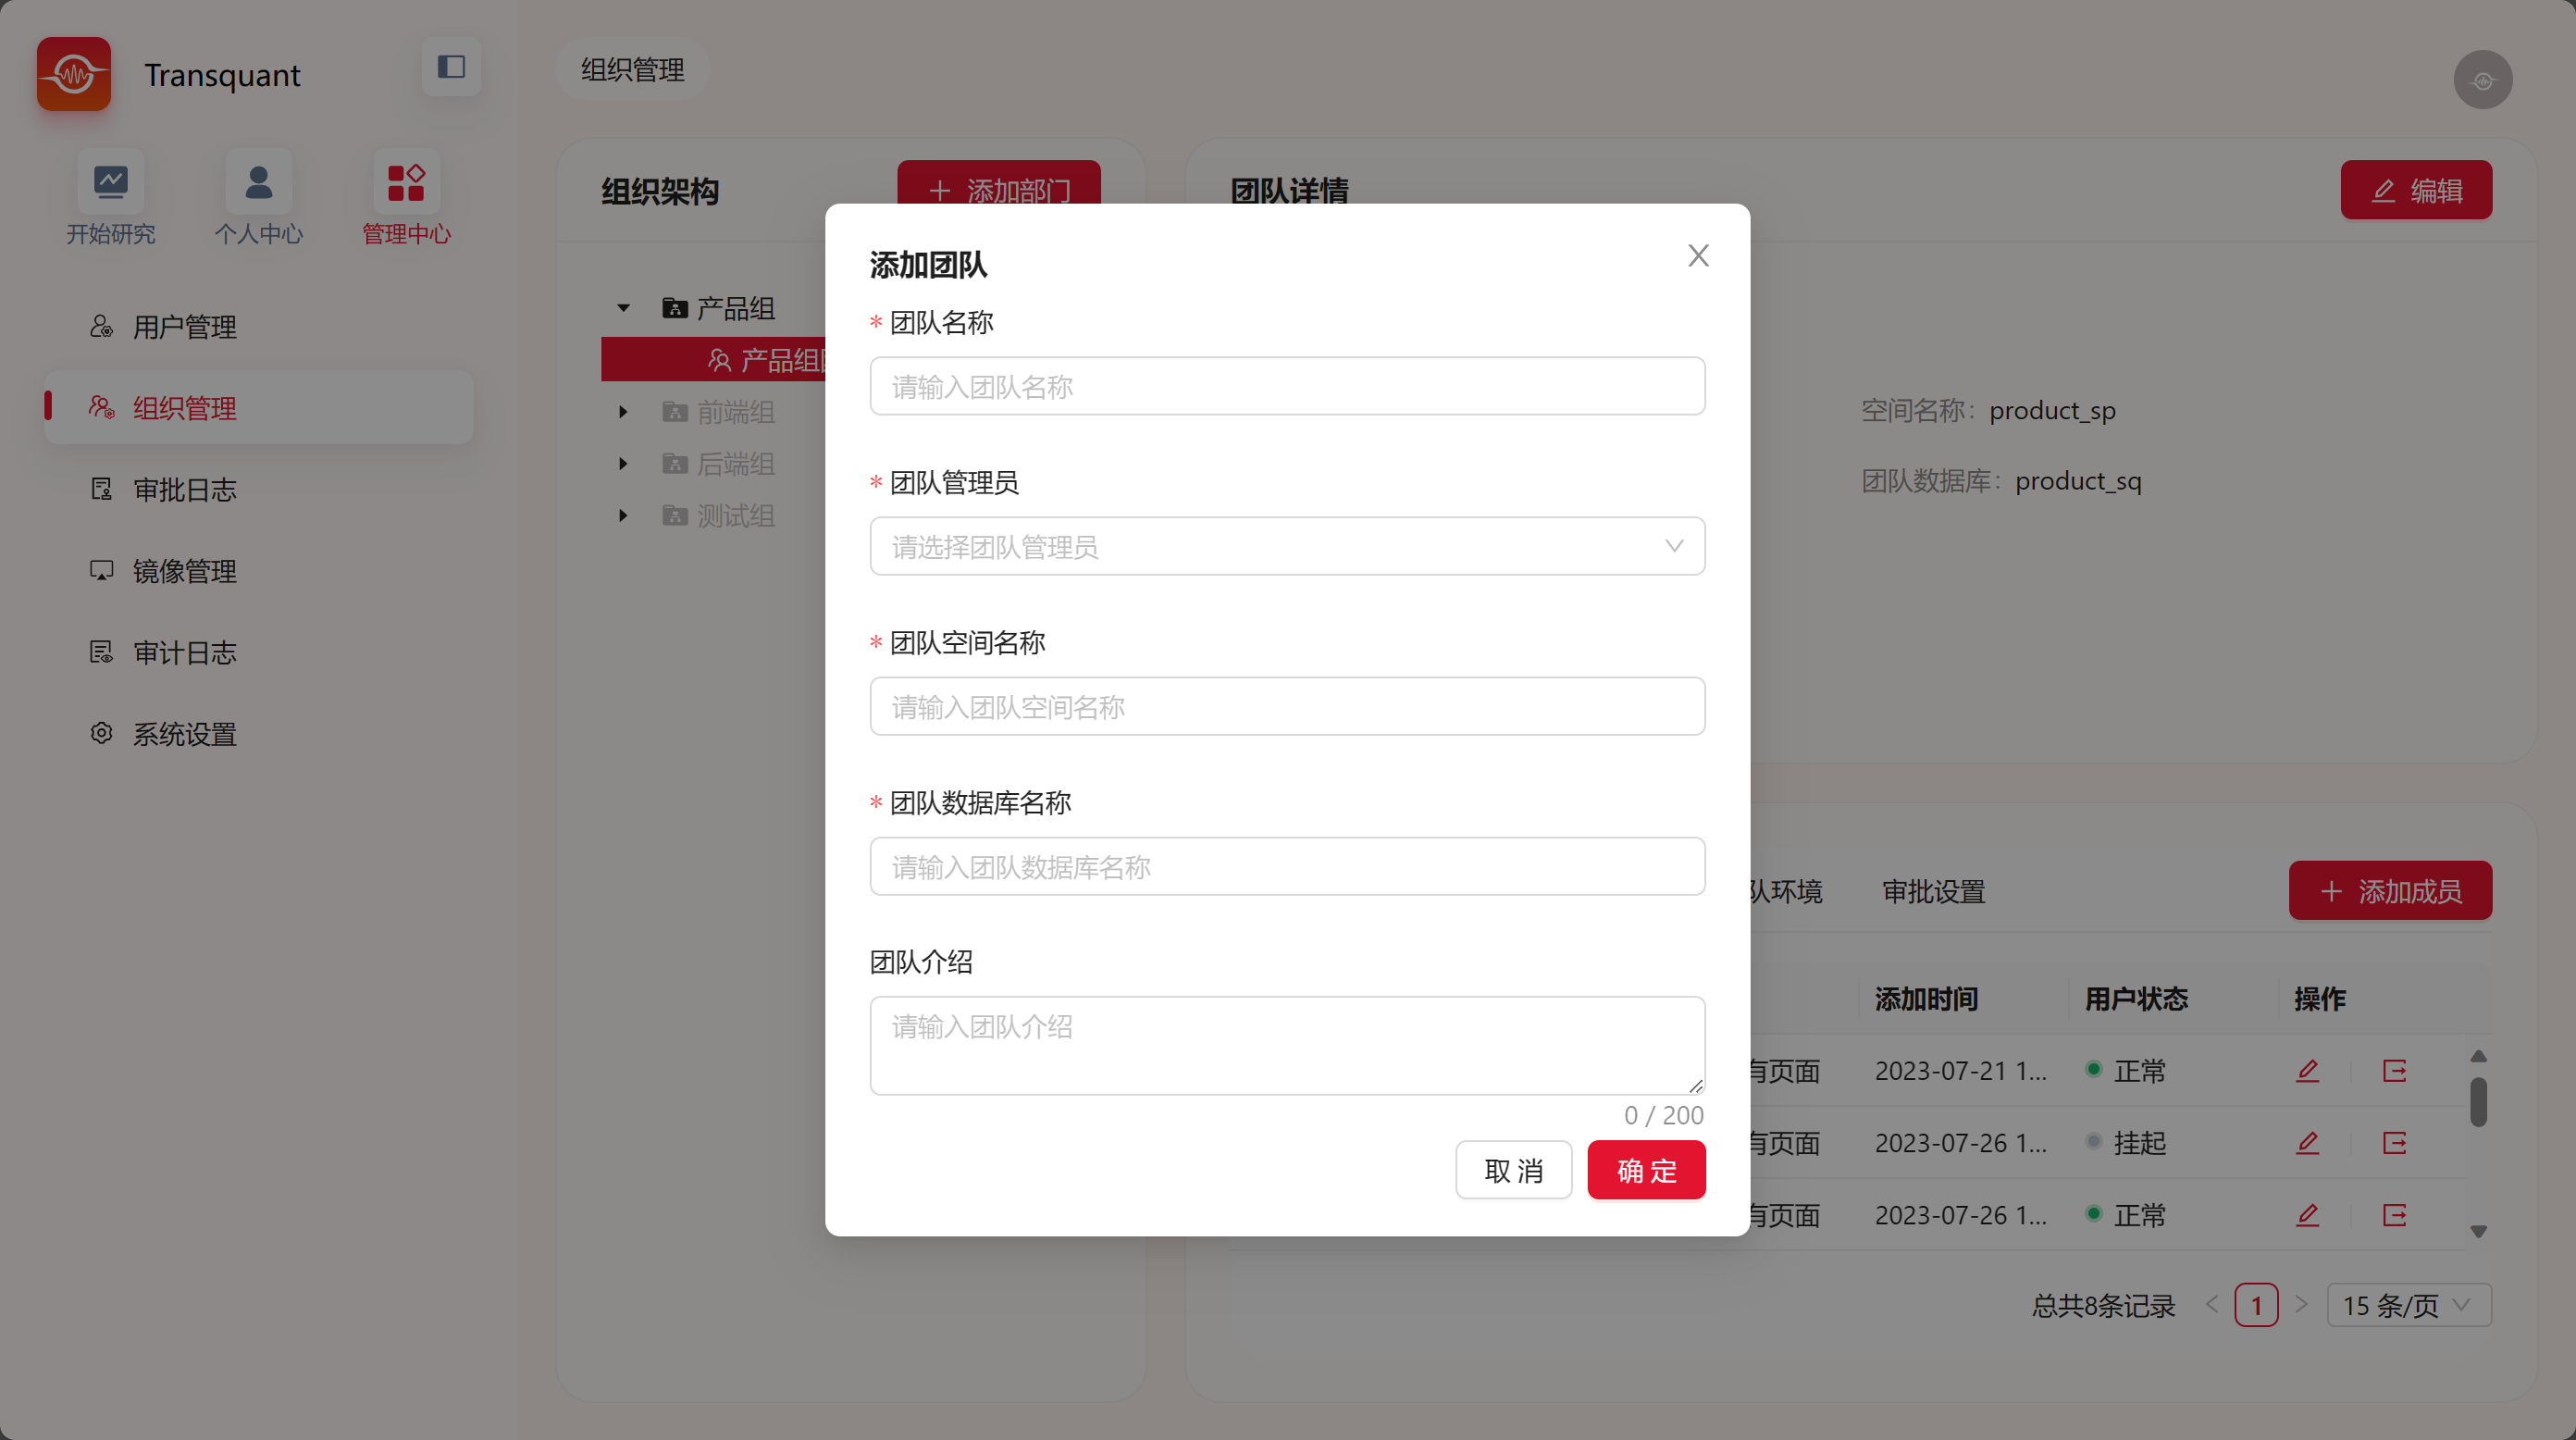 Transquant
开始研究
个人中心
管理中心
用户管理
组织管理
审批日志
镜像管理
审计日志
系统设置
组织管理
组织架构
添加部门
产品组
产品组
前端组
后端组
测试组
团队详情
编辑
空间名称：product_sp
团队数据库：product_sq
添加团队
* 团队名称
请输入团队名称
* 团队管理员
请选择团队管理员
* 团队空间名称
请输入团队空间名称
* 团队数据库名称
请输入团队数据库名称
团队介绍
请输入团队介绍
0 / 200
取 消
确 定
队环境
审批设置
添加成员
添加时间
用户状态
操作
有页面
2023-07-21 1...
正常
有页面
2023-07-26 1...
挂起
有页面
2023-07-26 1...
正常
总共8条记录
1
15 条/页